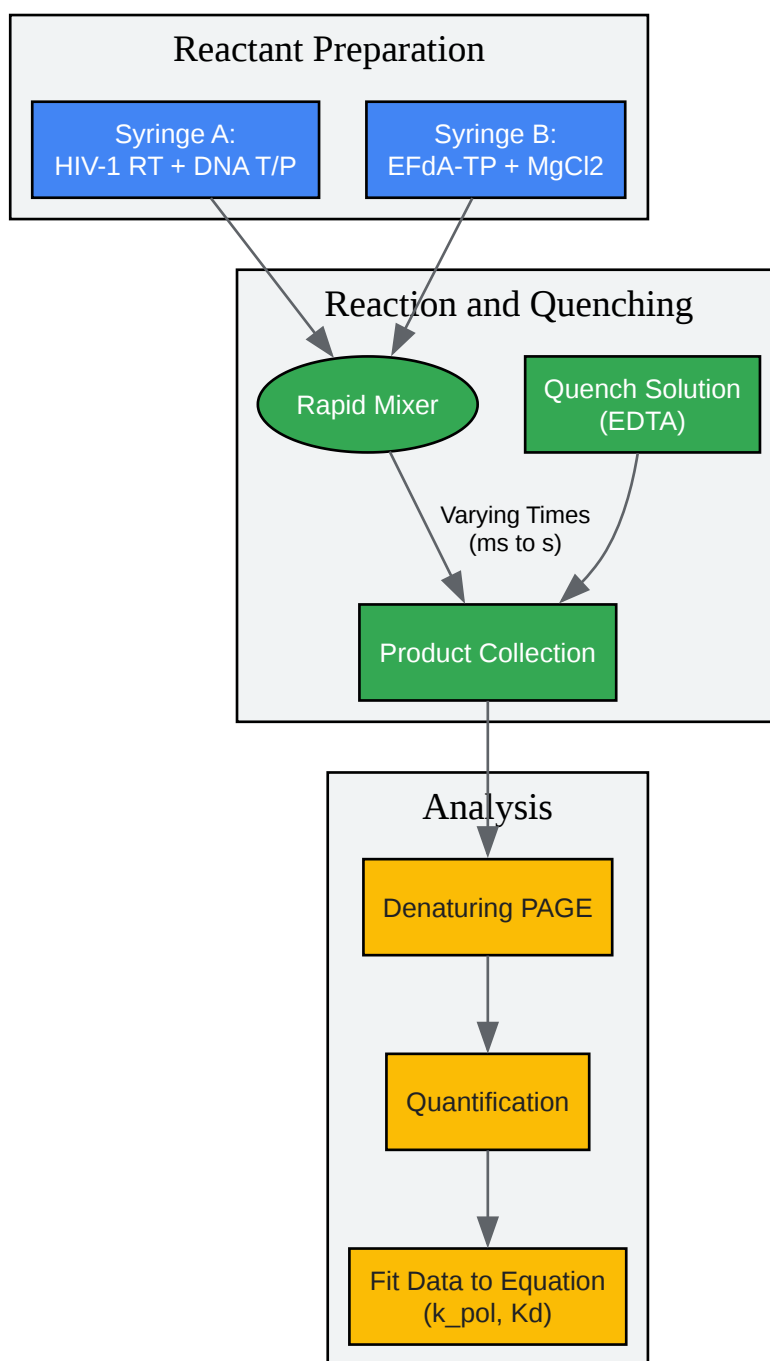 Reactant Preparation
Syringe A:
HIV-1 RT + DNA T/P
Syringe B:
EFdA-TP + MgCl2
Reaction and Quenching
Rapid Mixer
Quench Solution
(EDTA)
Varying Times
(ms to s)
Product Collection
Analysis
Denaturing PAGE
Quantification
Fit Data to Equation
(k_pol, Kd)